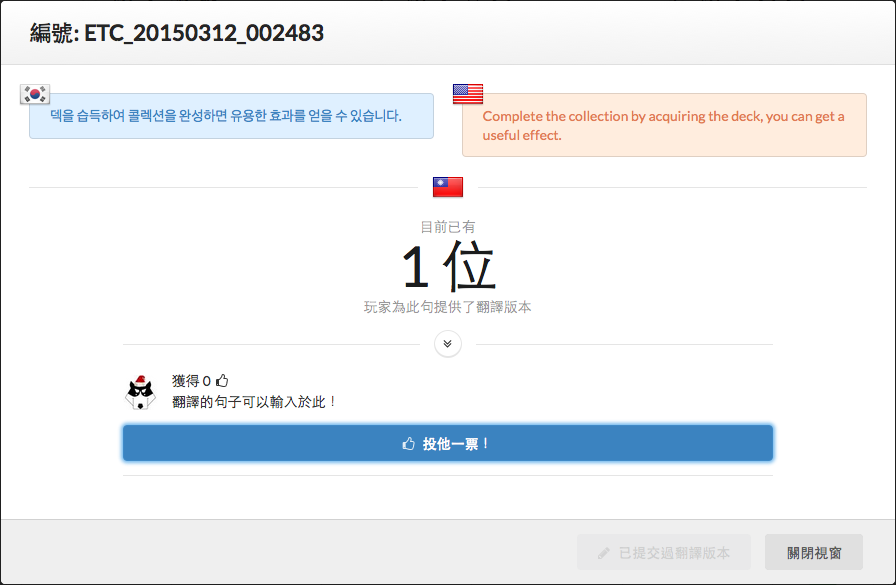 編號: ETC_20150312_002483
덱을 습득하여 콜렉션을 완성하면 유용한 효과를 얻을 수 있습니다.
Complete the collection by acquiring the deck, you can get a
useful effect.
目前已有
1 位
玩家為此句提供了翻譯版本
獲得 0
翻譯的句子可以輸入於此！
投他一票！
已提交過翻譯版本
關閉視窗